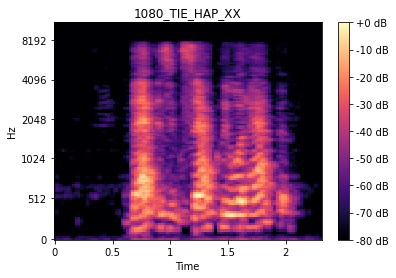 1080_TIE_HAP_XX
+0 dB
8192
-10 dB
4096
-20 dB
-30 dB
2048
Hz
-40 dB
1024
-50 dB
512
-60 dB
-70 dB
0
-80 dB
0
0.5
1
1.5
2
Time